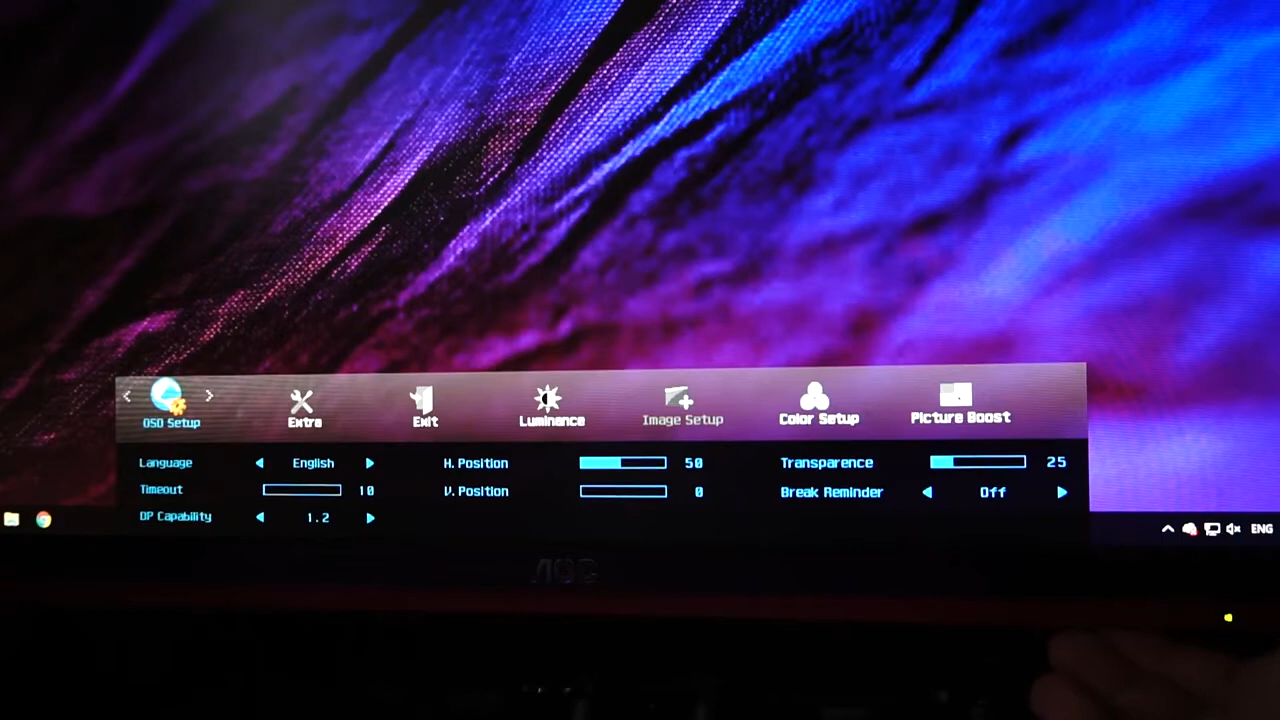 < >
OSD Setup Extra Exit Luminance Image Setup Color Setup Picture Boost
Language English H. Position 50 Transparence 25
Timeout 10 V. Position 0 Break Reminder Off
DP Capability 1.2
ENG
AOC